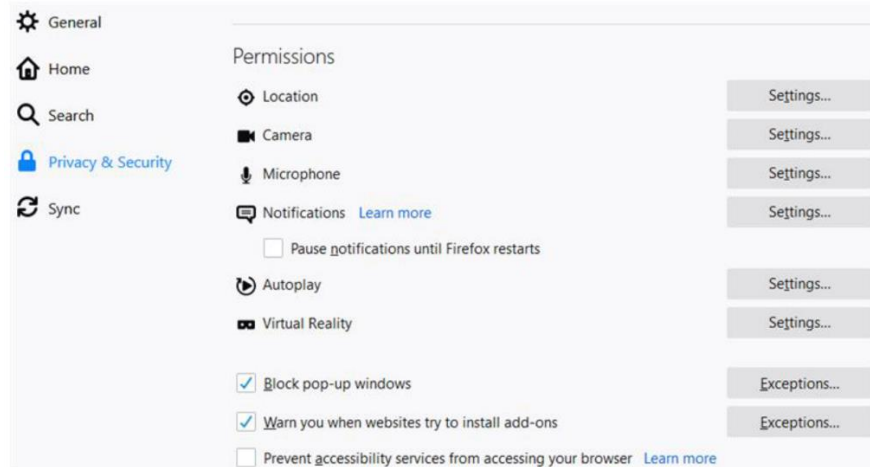 General
Home
Search
Privacy & Security
Sync
Permissions
Location Settings...
Camera Settings...
Microphone Settings...
Notifications Learn more Settings...
Pause notifications until Firefox restarts
Autoplay Settings...
Virtual Reality Settings...
Block pop-up windows Exceptions...
Warn you when websites try to install add-ons Exceptions...
Prevent accessibility services from accessing your browser Learn more